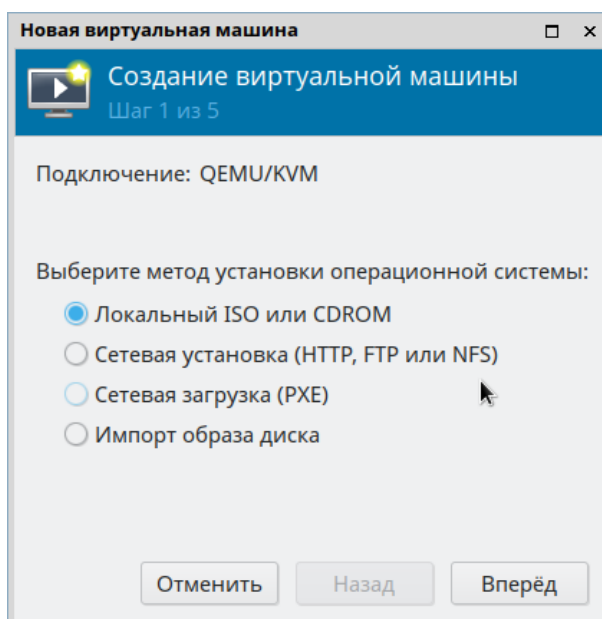 Новая виртуальная машина
Создание виртуальной машины
Шаг 1 из 5
Подключение: QEMU/KVM
Выберите метод установки операционной системы:
Локальный ISO или CDROM
Сетевая установка (HTTP, FTP или NFS)
Сетевая загрузка (PXE)
Импорт образа диска
Отменить Назад Вперёд